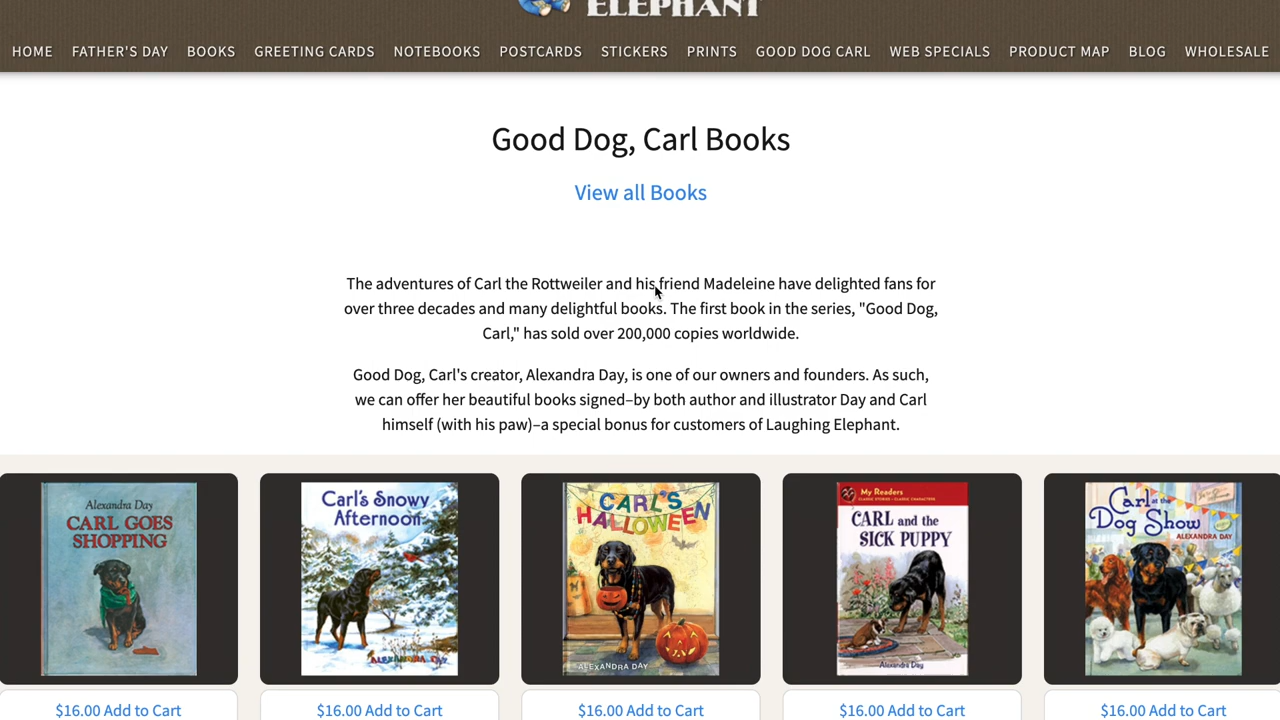 ELEPHANT
HOME FATHER'S DAY BOOKS GREETING CARDS NOTEBOOKS POSTCARDS STICKERS PRINTS GOOD DOG CARL WEB SPECIALS PRODUCT MAP BLOG WHOLESALE
Good Dog, Carl Books
View all Books
The adventures of Carl the Rottweiler and his friend Madeleine have delighted fans for
over three decades and many delightful books. The first book in the series, "Good Dog,
Carl," has sold over 200,000 copies worldwide.
Good Dog, Carl's creator, Alexandra Day, is one of our owners and founders. As such,
we can offer her beautiful books signed–by both author and illustrator Day and Carl
himself (with his paw)–a special bonus for customers of Laughing Elephant.
Alexandra Day
CARL GOES
SHOPPING
Carl's Snowy
Afternoon
ALEXANDRA DAY
CARL'S
HALLOWEEN
ALEXANDRA DAY
My Readers
CLASSIC STORIES • CLASSIC CHARACTERS
CARL and the
SICK PUPPY
Alexandra Day
Carl at the
Dog Show
ALEXANDRA DAY
$16.00 Add to Cart
$16.00 Add to Cart
$16.00 Add to Cart
$16.00 Add to Cart
$16.00 Add to Cart